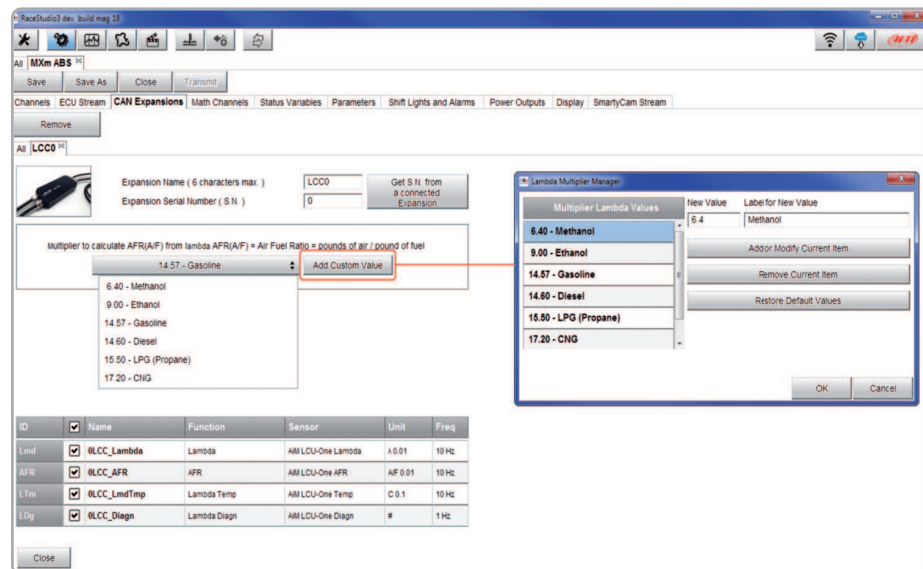 RaceStudio3 dev build mag 18
All MXm ABS
Save Save As Close Transmit
Channels ECU Stream CAN Expansions Math Channels Status Variables Parameters Shift Lights and Alarms Power Outputs Display SmartyCam Stream
Remove
All LCC0
Expansion Name ( 6 characters max. ) LCC0
Expansion Serial Number ( S.N. ) 0
Get S.N. from
a connected
Expansion
Multiplier to calculate AFR(A/F) from lambda AFR(A/F) = Air Fuel Ratio = pounds of air / pound of fuel
14.57 - Gasoline Add Custom Value
6.40 - Methanol
9.00 - Ethanol
14.57 - Gasoline
14.60 - Diesel
15.50 - LPG (Propane)
17.20 - CNG
Lambda Multiplier Manager
Multiplier Lambda Values New Value Label for New Value
6.4 Methanol
6.40 - Methanol
9.00 - Ethanol
14.57 - Gasoline
14.60 - Diesel
15.50 - LPG (Propane)
17.20 - CNG
Addor Modify Current Item
Remove Current Item
Restore Default Values
OK Cancel
ID Name Function Sensor Unit Freq
Lmd 0LCC_Lambda Lambda AiM LCU-One Lambda λ 0.01 10 Hz
AFR 0LCC_AFR AFR AiM LCU-One AFR A/F 0.01 10 Hz
LTm 0LCC_LmdTmp Lambda Temp AiM LCU-One Temp C 0.1 10 Hz
LDg 0LCC_Diagn Lambda Diagn AiM LCU-One Diagn # 1 Hz
Close